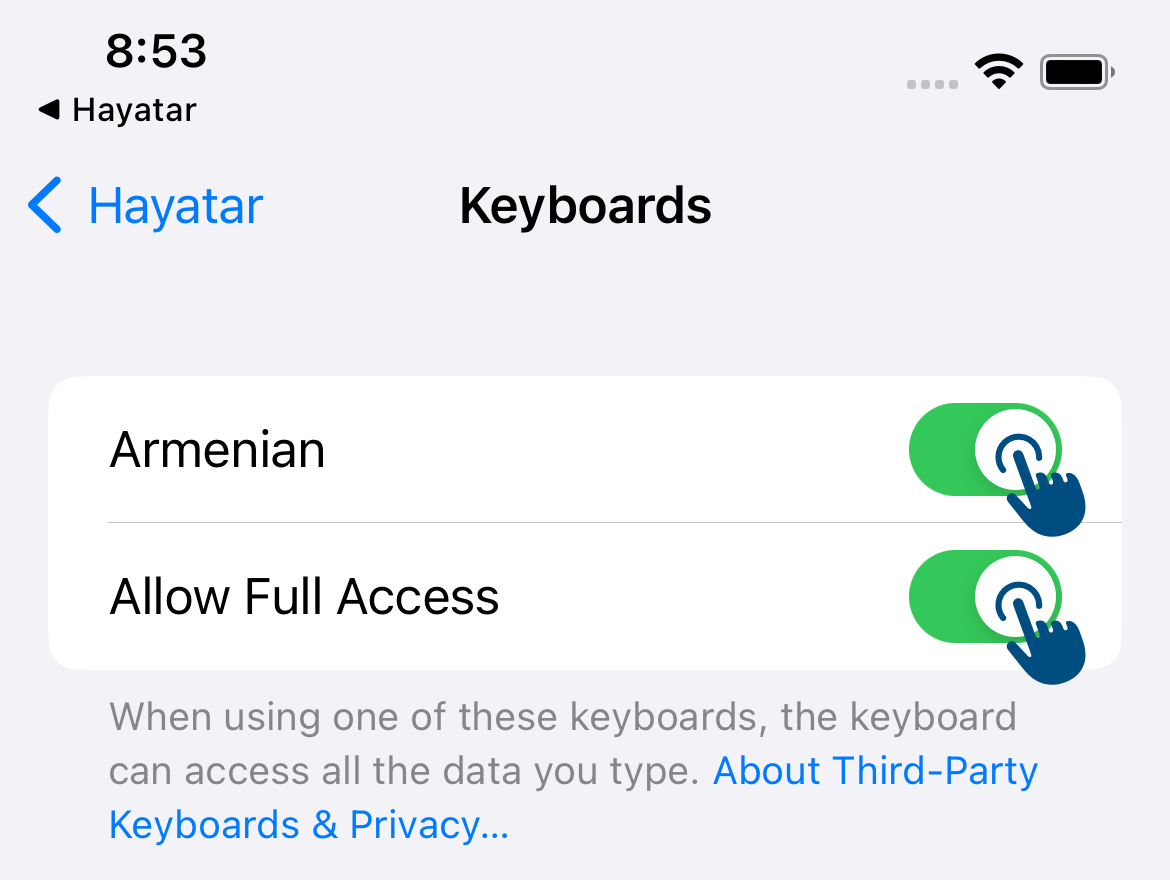 8:53
◀ Hayatar
Hayatar
Keyboards
Armenian
Allow Full Access
When using one of these keyboards, the keyboard
can access all the data you type. About Third-Party
Keyboards & Privacy...